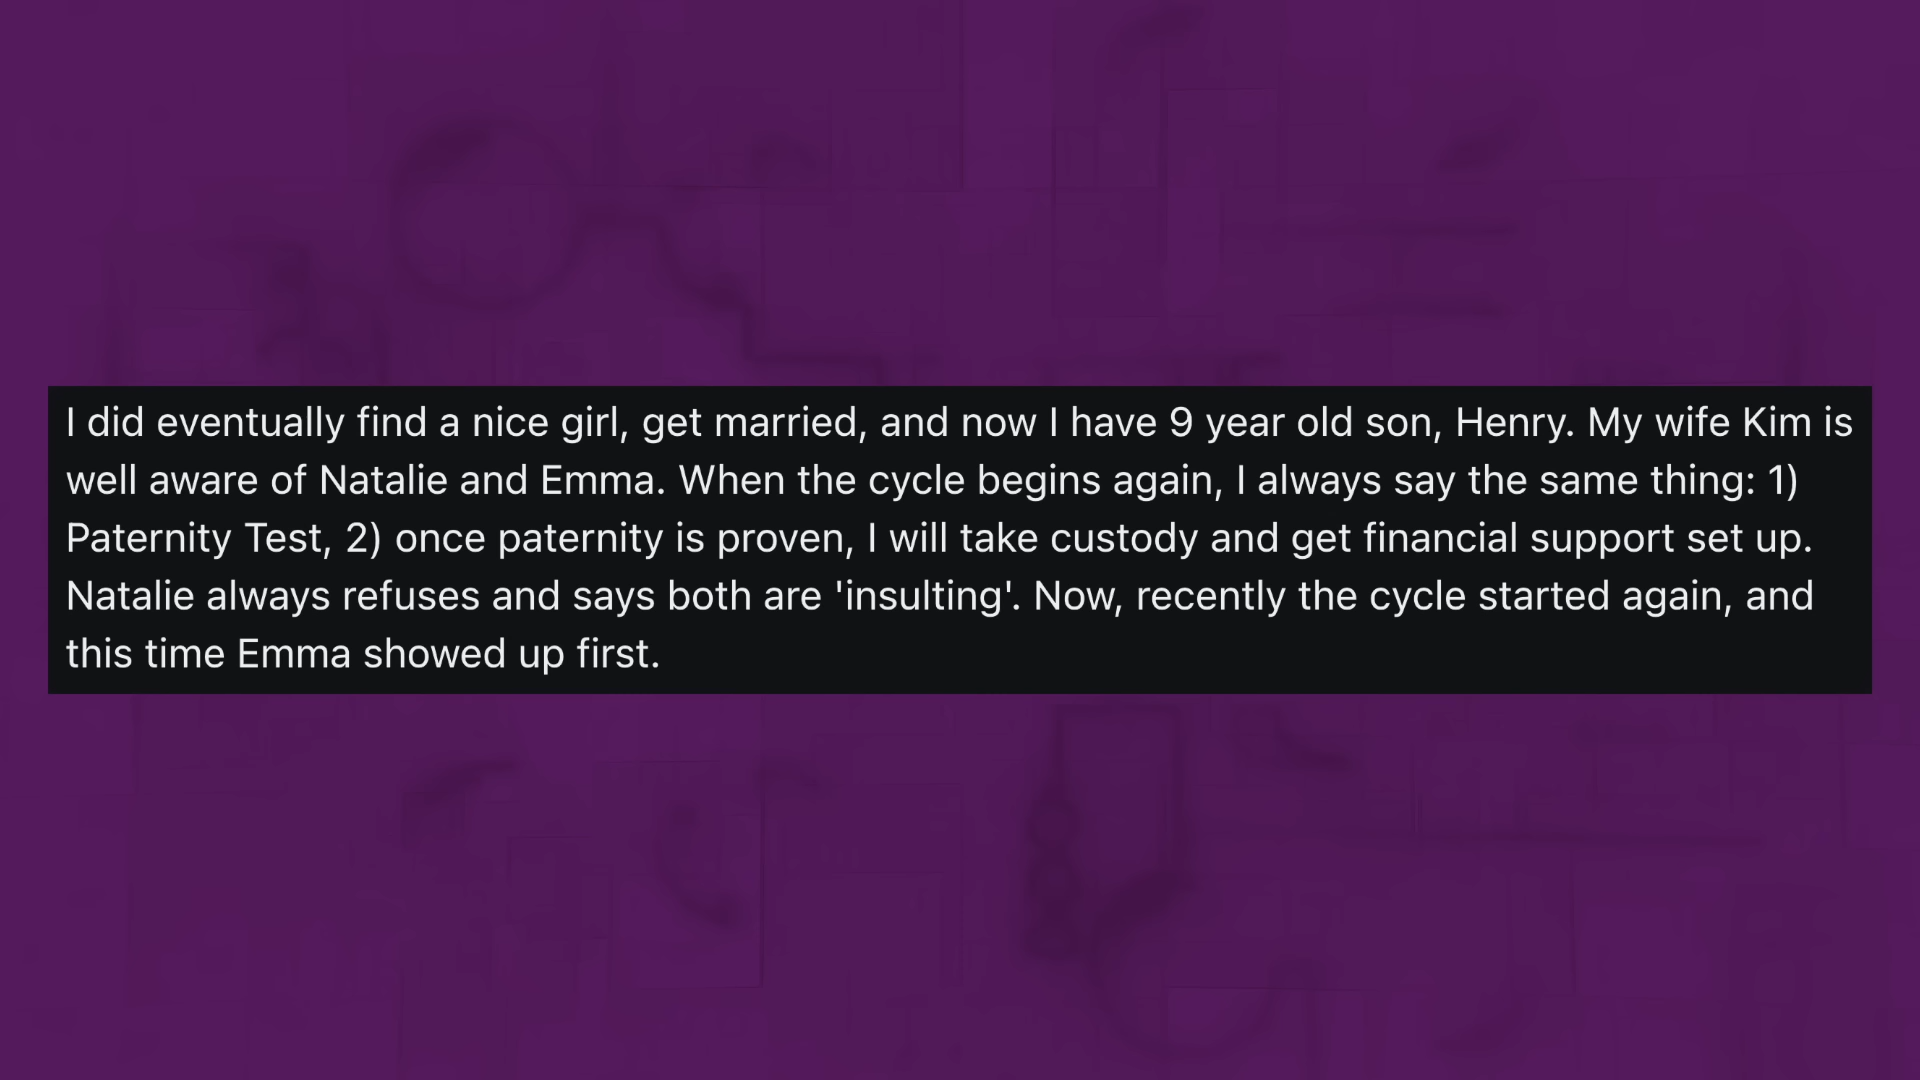 I did eventually find a nice girl, get married, and now I have 9 year old son, Henry. My wife Kim is
well aware of Natalie and Emma. When the cycle begins again, I always say the same thing: 1)
Paternity Test, 2) once paternity is proven, I will take custody and get financial support set up.
Natalie always refuses and says both are 'insulting'. Now, recently the cycle started again, and
this time Emma showed up first.